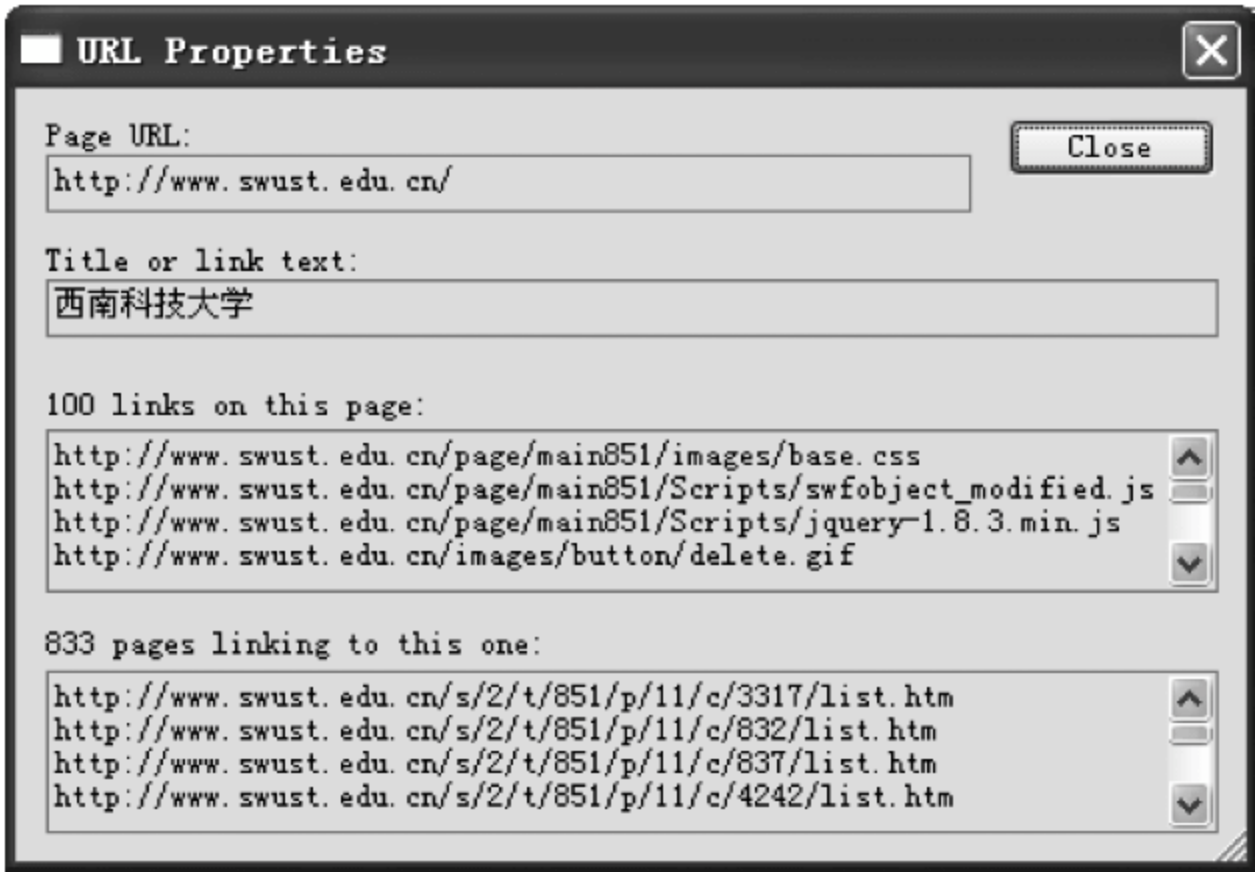 URL Properties
Page URL:
Close
http://www.swust.edu.cn/
Title or link text:
西南科技大学
100 links on this page:
http://www.swust.edu.cn/page/main851/images/base.css
http://www.swust.edu.cn/page/main851/Scripts/swfobject_modified.js
http://www.swust.edu.cn/page/main851/Scripts/jquery-1.8.3.min.js
http://www.swust.edu.cn/images/button/delete.gif
833 pages linking to this one:
http://www.swust.edu.cn/s/2/t/851/p/11/c/3317/list.htm
http://www.swust.edu.cn/s/2/t/851/p/11/c/832/list.htm
http://www.swust.edu.cn/s/2/t/851/p/11/c/837/list.htm
http://www.swust.edu.cn/s/2/t/851/p/11/c/4242/list.htm